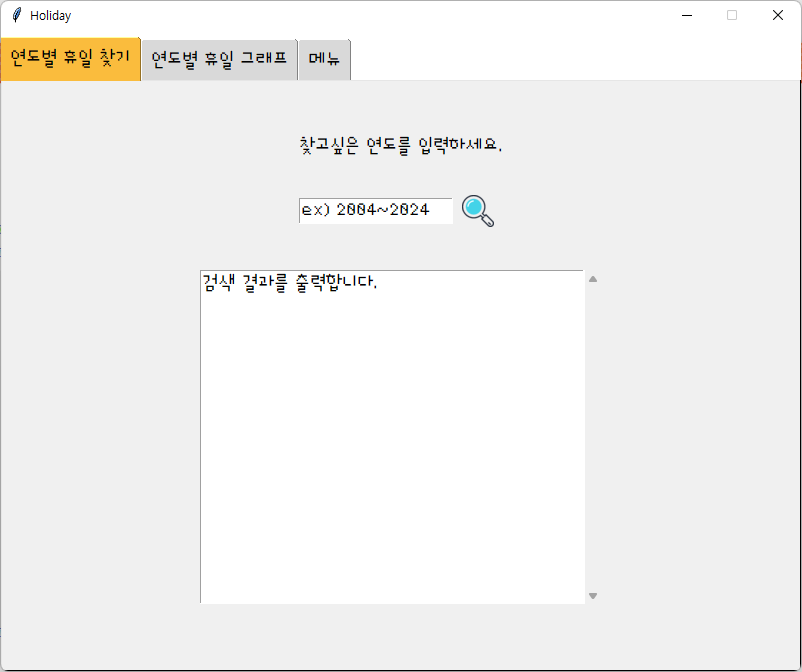 Holiday
연도별 휴일 찾기 연도별 휴일 그래프 메뉴
찾고싶은 연도를 입력하세요.
ex) 2004~2024
검색 결과를 출력합니다.